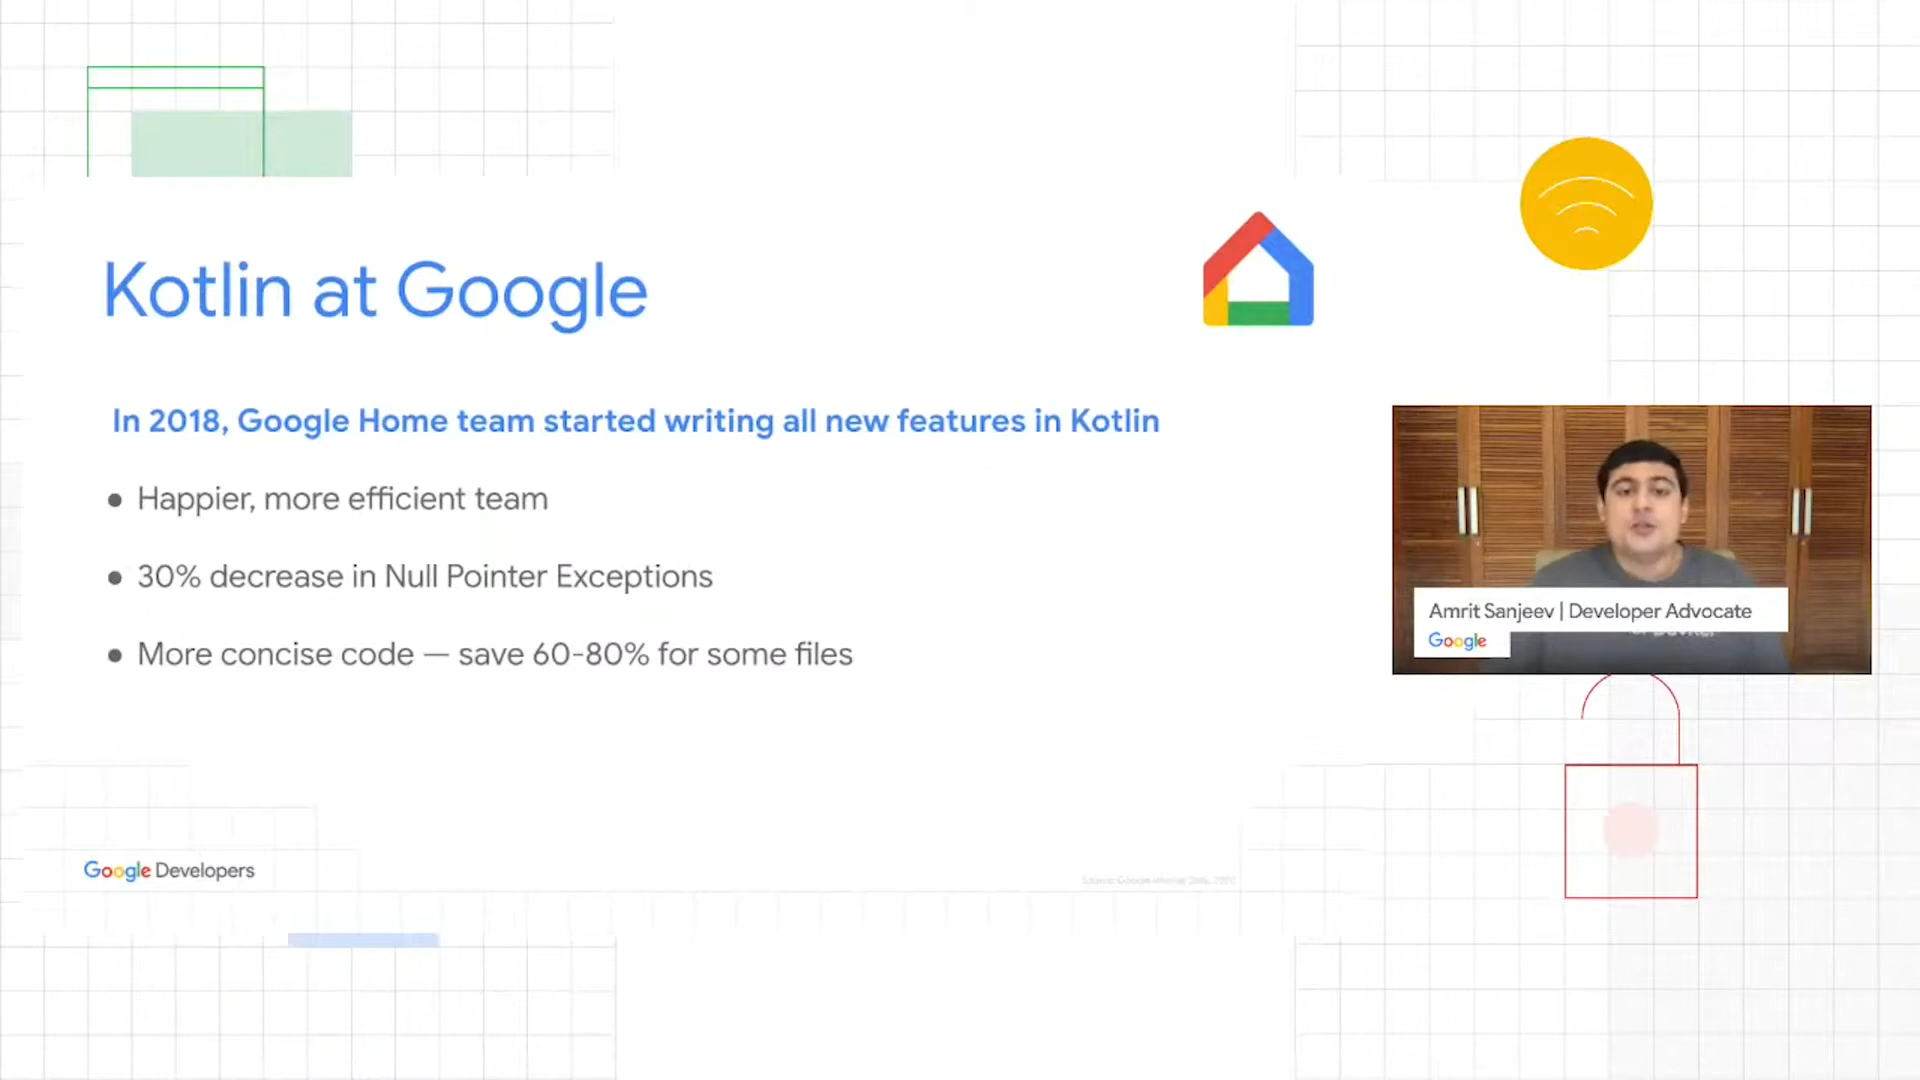 Kotlin at Google
In 2018, Google Home team started writing all new features in Kotlin
● Happier, more efficient team
● 30% decrease in Null Pointer Exceptions
● More concise code — save 60-80% for some files
Amrit Sanjeev | Developer Advocate
Google
Google Developers